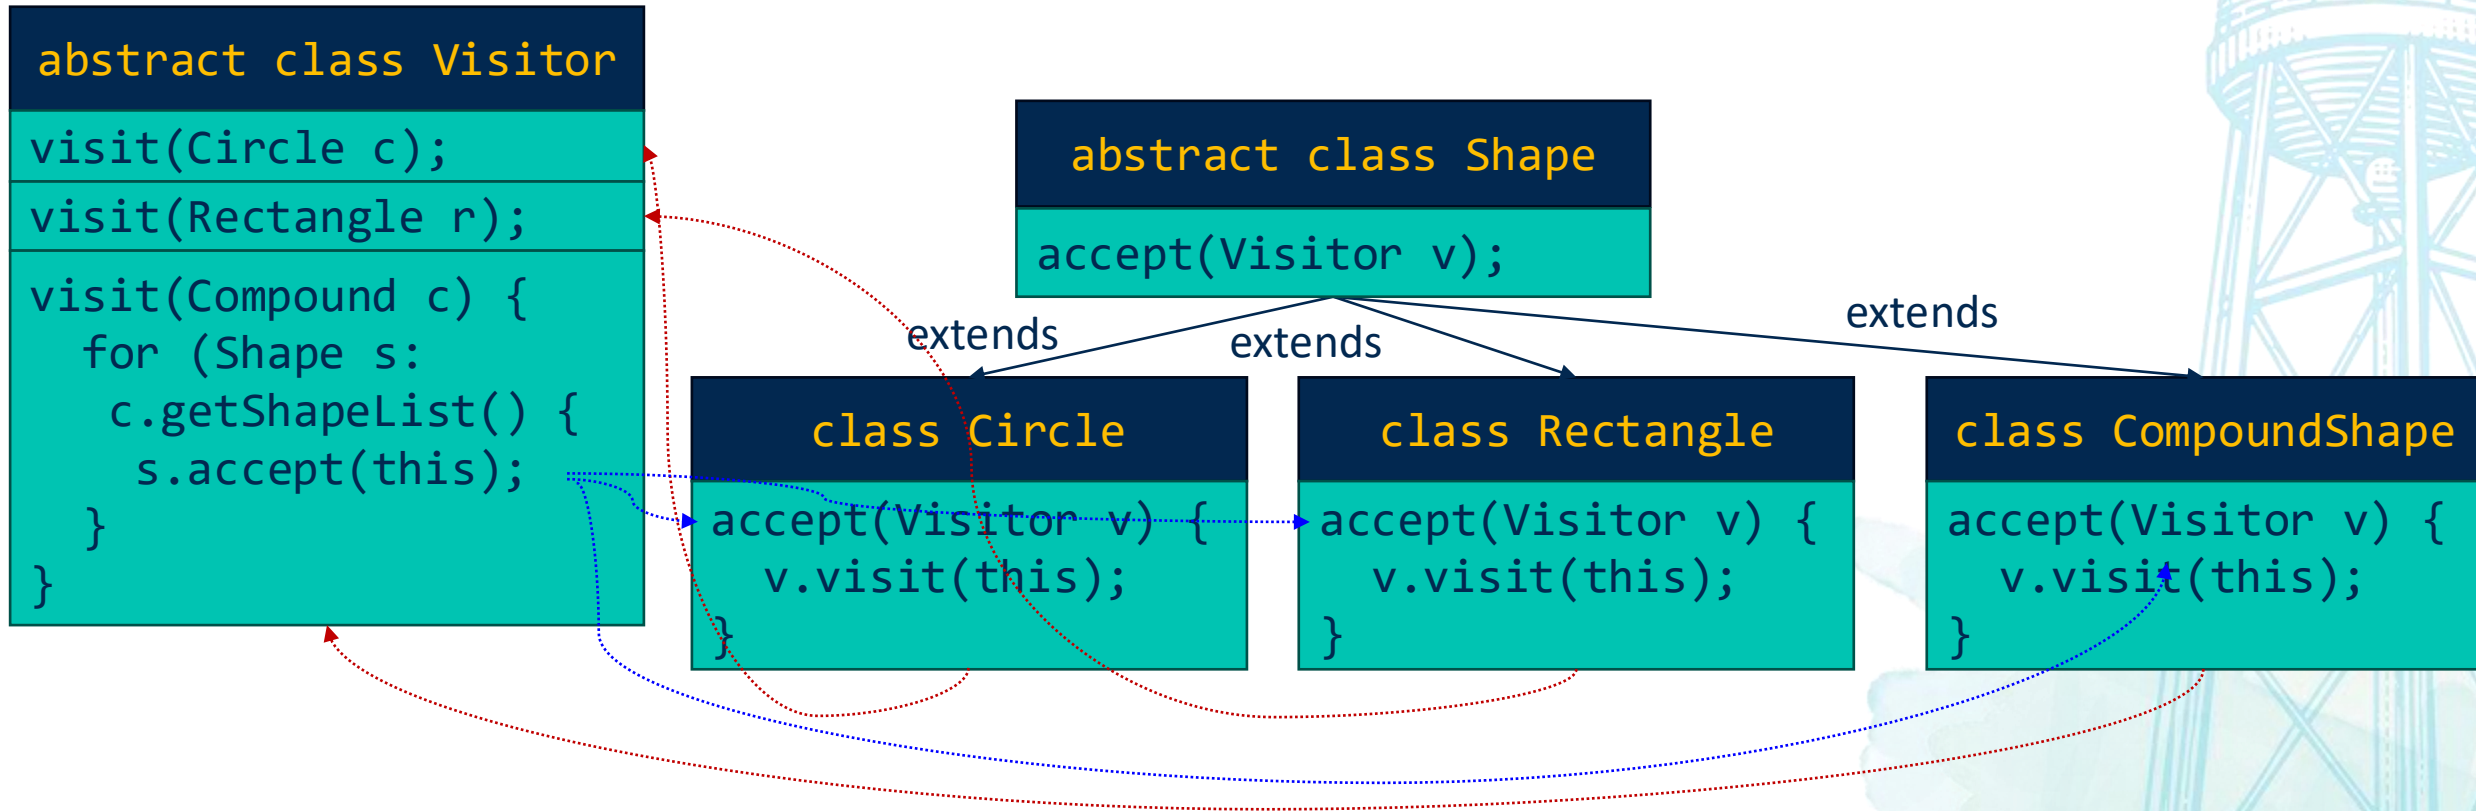 abstract class Visitor
visit(Circle c);
visit(Rectangle r);
visit(Compound c) {
for (Shape s:
c.getShapeList() {
s.accept(this);
}
}
abstract class Shape
accept(Visitor v);
extends
extends
extends
class Circle
accept(Visitor v) {
v.visit(this);
}
class Rectangle
accept(Visitor v) {
v.visit(this);
}
class CompoundShape
accept(Visitor v) {
v.visit(this);
}